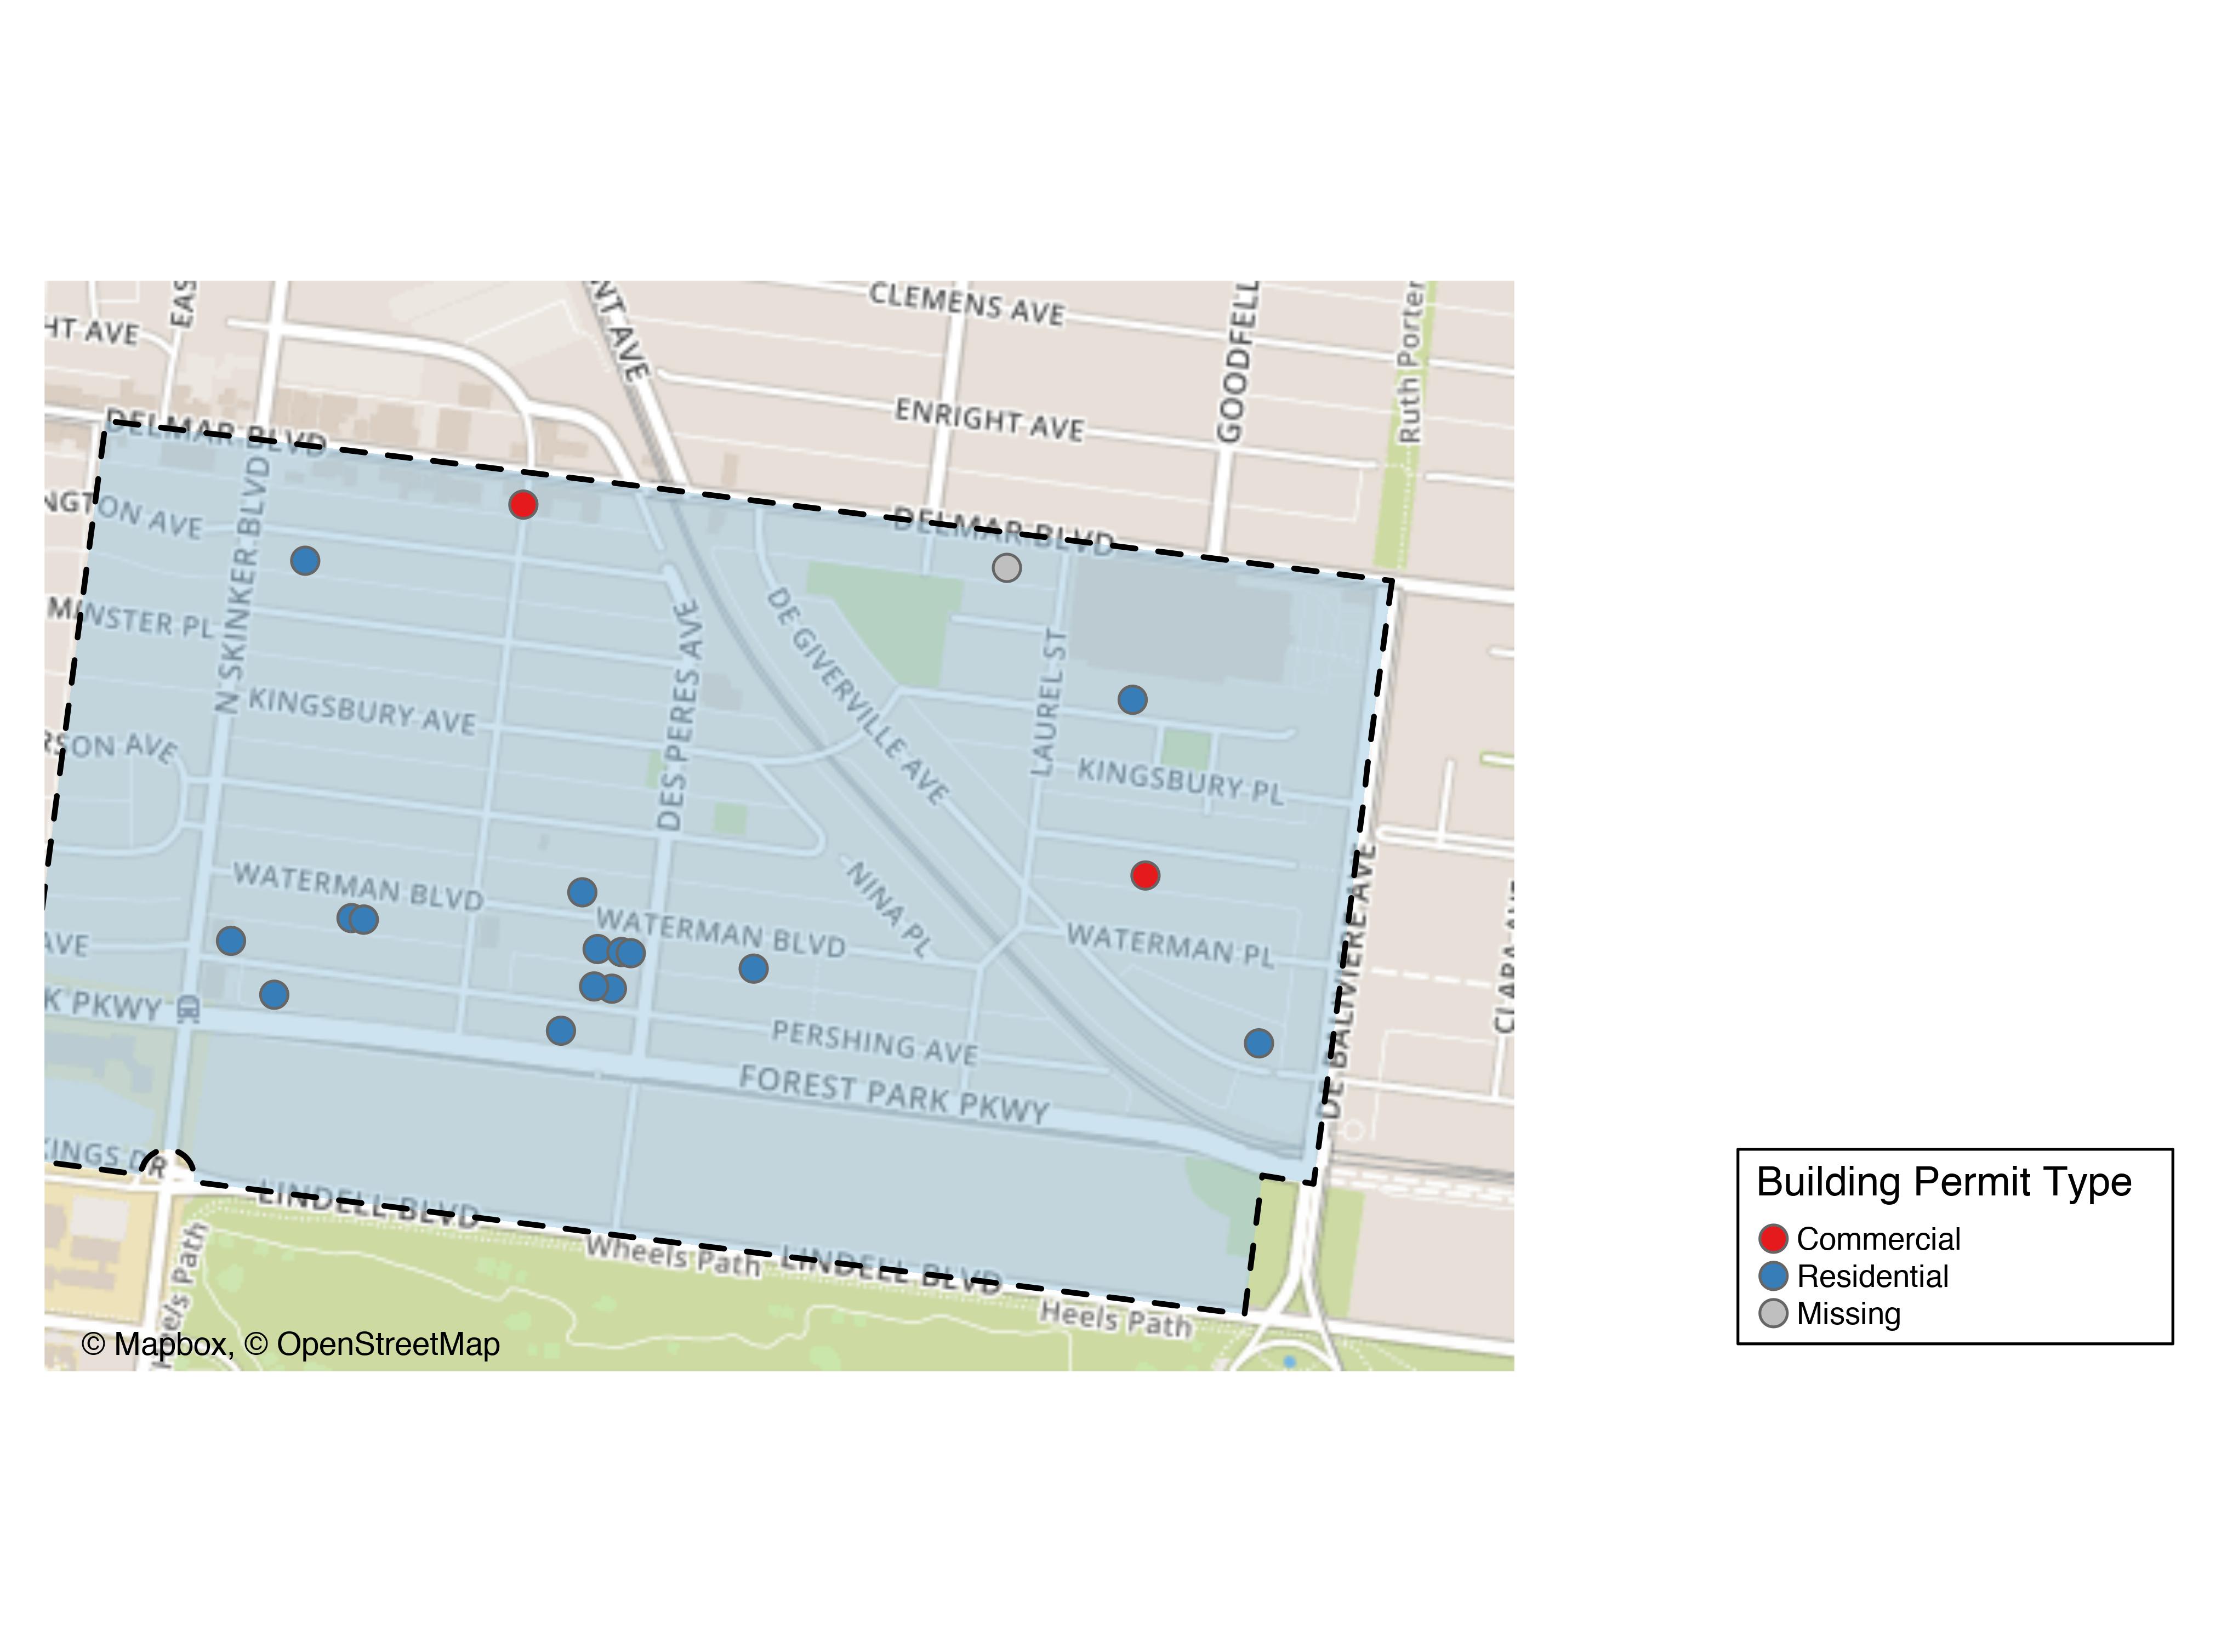 CLEMENS AVE
HT AVE
EAS
NT AVE
GOODFELL
Ruth Porter
ENRIGHT AVE
DELMAR BLVD
NGTON AVE
N SKINKER BLVD
DELMAR BLVD
MINSTER PL
DE GIVERVILLE AVE
DES PERES AVE
LAUREL ST
KINGSBURY AVE
RSON AVE
KINGSBURY PL
WATERMAN BLVD
NINA PL
WATERMAN BLVD
WATERMAN PL
AVE
DE BALIVIERE AVE
CLARA AVE
K PKWY
PERSHING AVE
FOREST PARK PKWY
KINGS DR
LINDELL BLVD
Wheels Path
LINDELL BLVD
Heels Path
heels Path
© Mapbox, © OpenStreetMap
Building Permit Type
Commercial
Residential
Missing